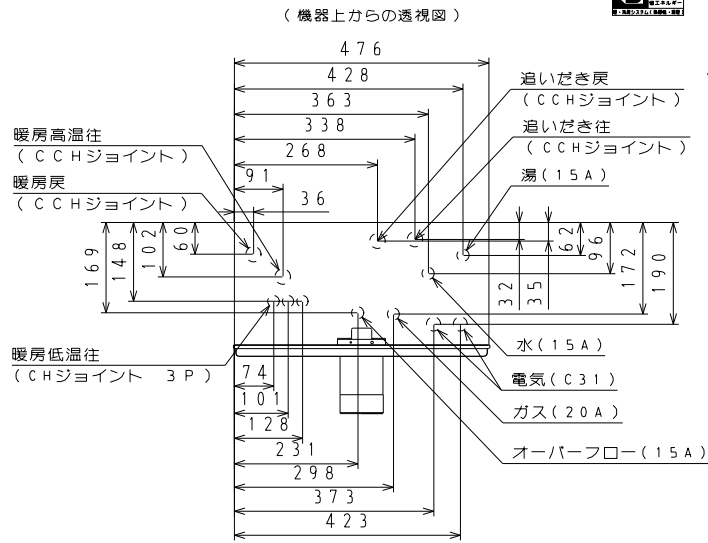 (機器上からの透視図)
省エネルギー
476
428
363
338
268
91
36
追いだき戻
(CCHジョイント)
追いだき往
(CCHジョイント)
湯(15A)
暖房高温往
(CCHジョイント)
暖房戻
(CCHジョイント)
169
148
102
60
32
35
62
96
172
190
暖房低温往
(CHジョイント 3P)
水(15A)
電気(C31)
ガス(20A)
オーバーフロー(15A)
74
101
128
231
298
373
423